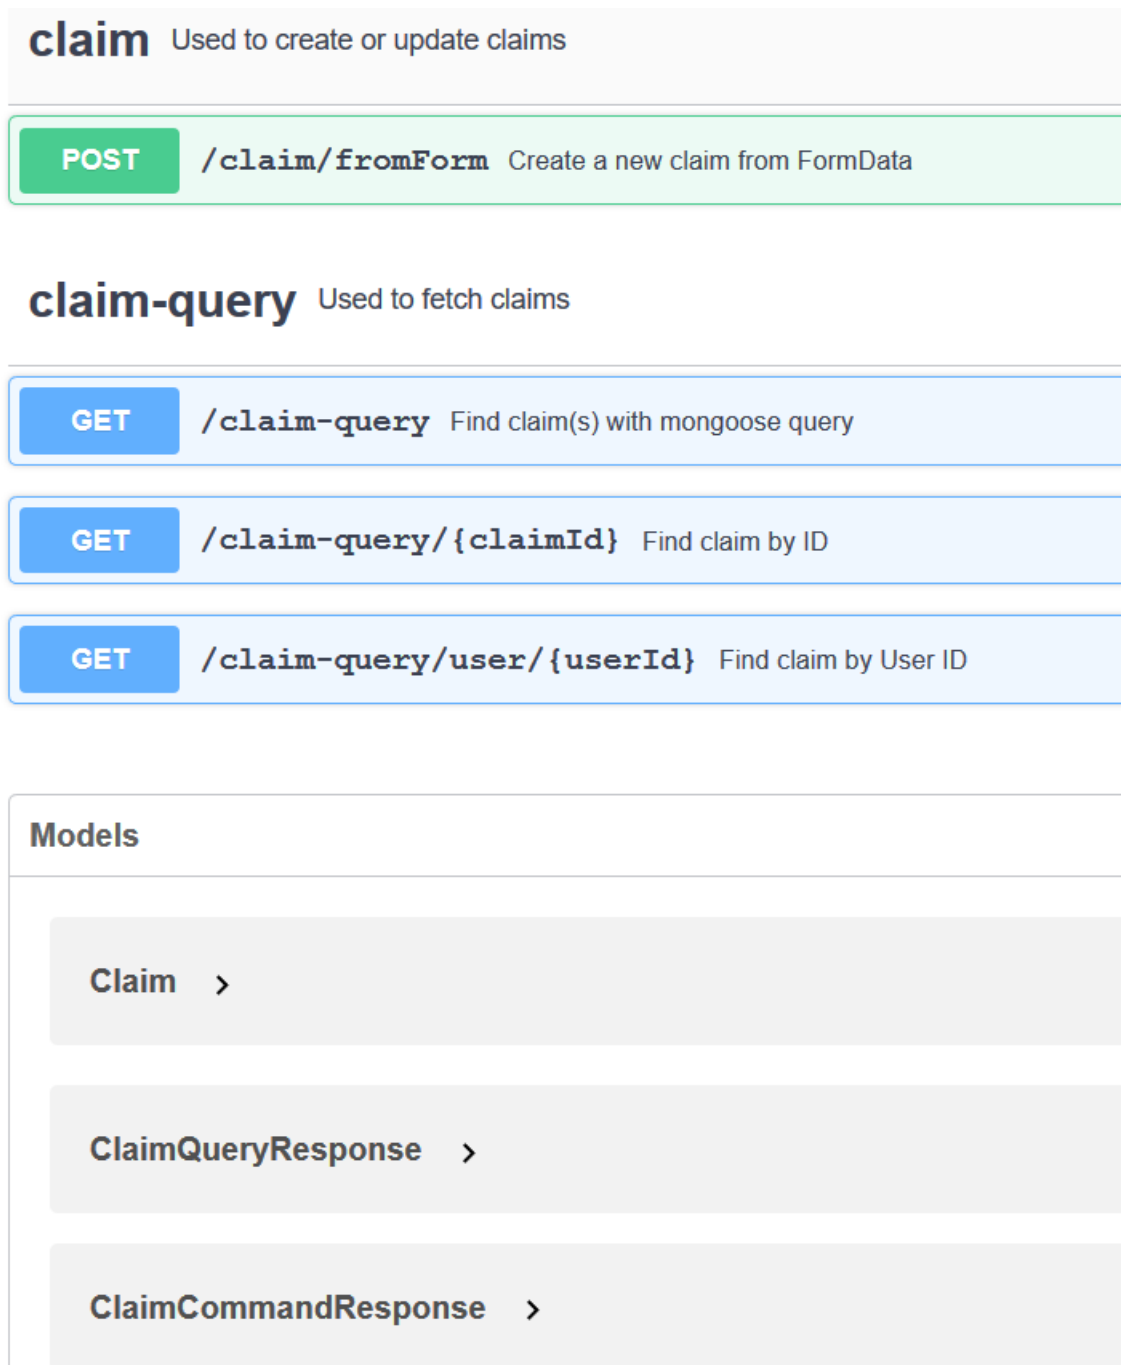 claim Used to create or update claims
POST /claim/fromForm Create a new claim from FormData
claim-query Used to fetch claims
GET /claim-query Find claim(s) with mongoose query
GET /claim-query/{claimId} Find claim by ID
GET /claim-query/user/{userId} Find claim by User ID
Models
Claim
ClaimQueryResponse
ClaimCommandResponse